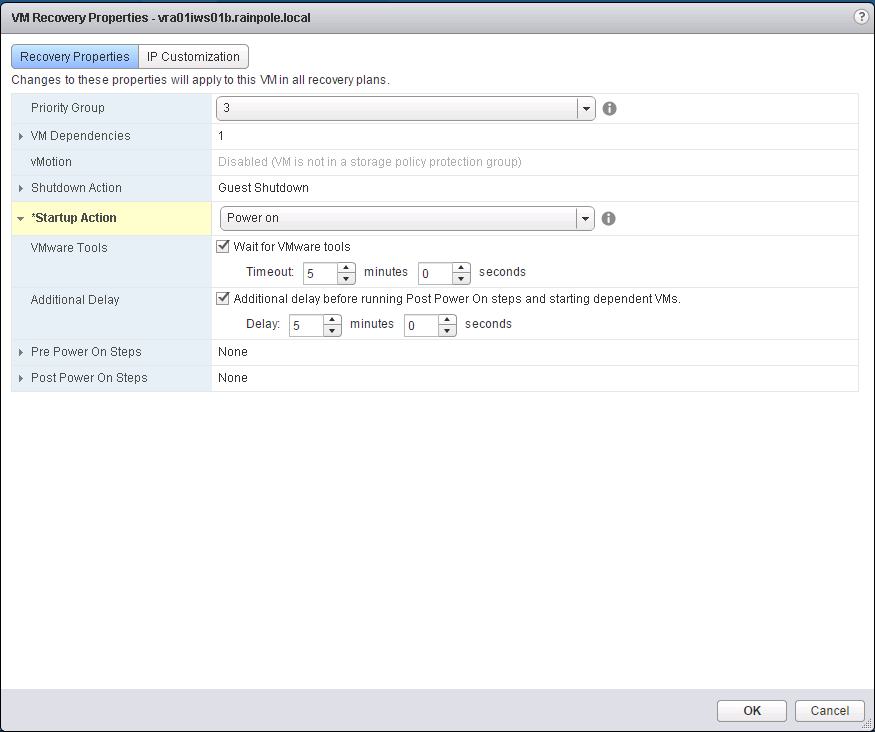 VM Recovery Properties - vra01iws01b.rainpole.local ?
Recovery Properties IP Customization
Changes to these properties will apply to this VM in all recovery plans.
Priority Group 3
VM Dependencies 1
vMotion Disabled (VM is not in a storage policy protection group)
Shutdown Action Guest Shutdown
*Startup Action Power on
VMware Tools Wait for VMware tools
Timeout: 5 minutes 0 seconds
Additional Delay Additional delay before running Post Power On steps and starting dependent VMs.
Delay: 5 minutes 0 seconds
Pre Power On Steps None
Post Power On Steps None
OK Cancel